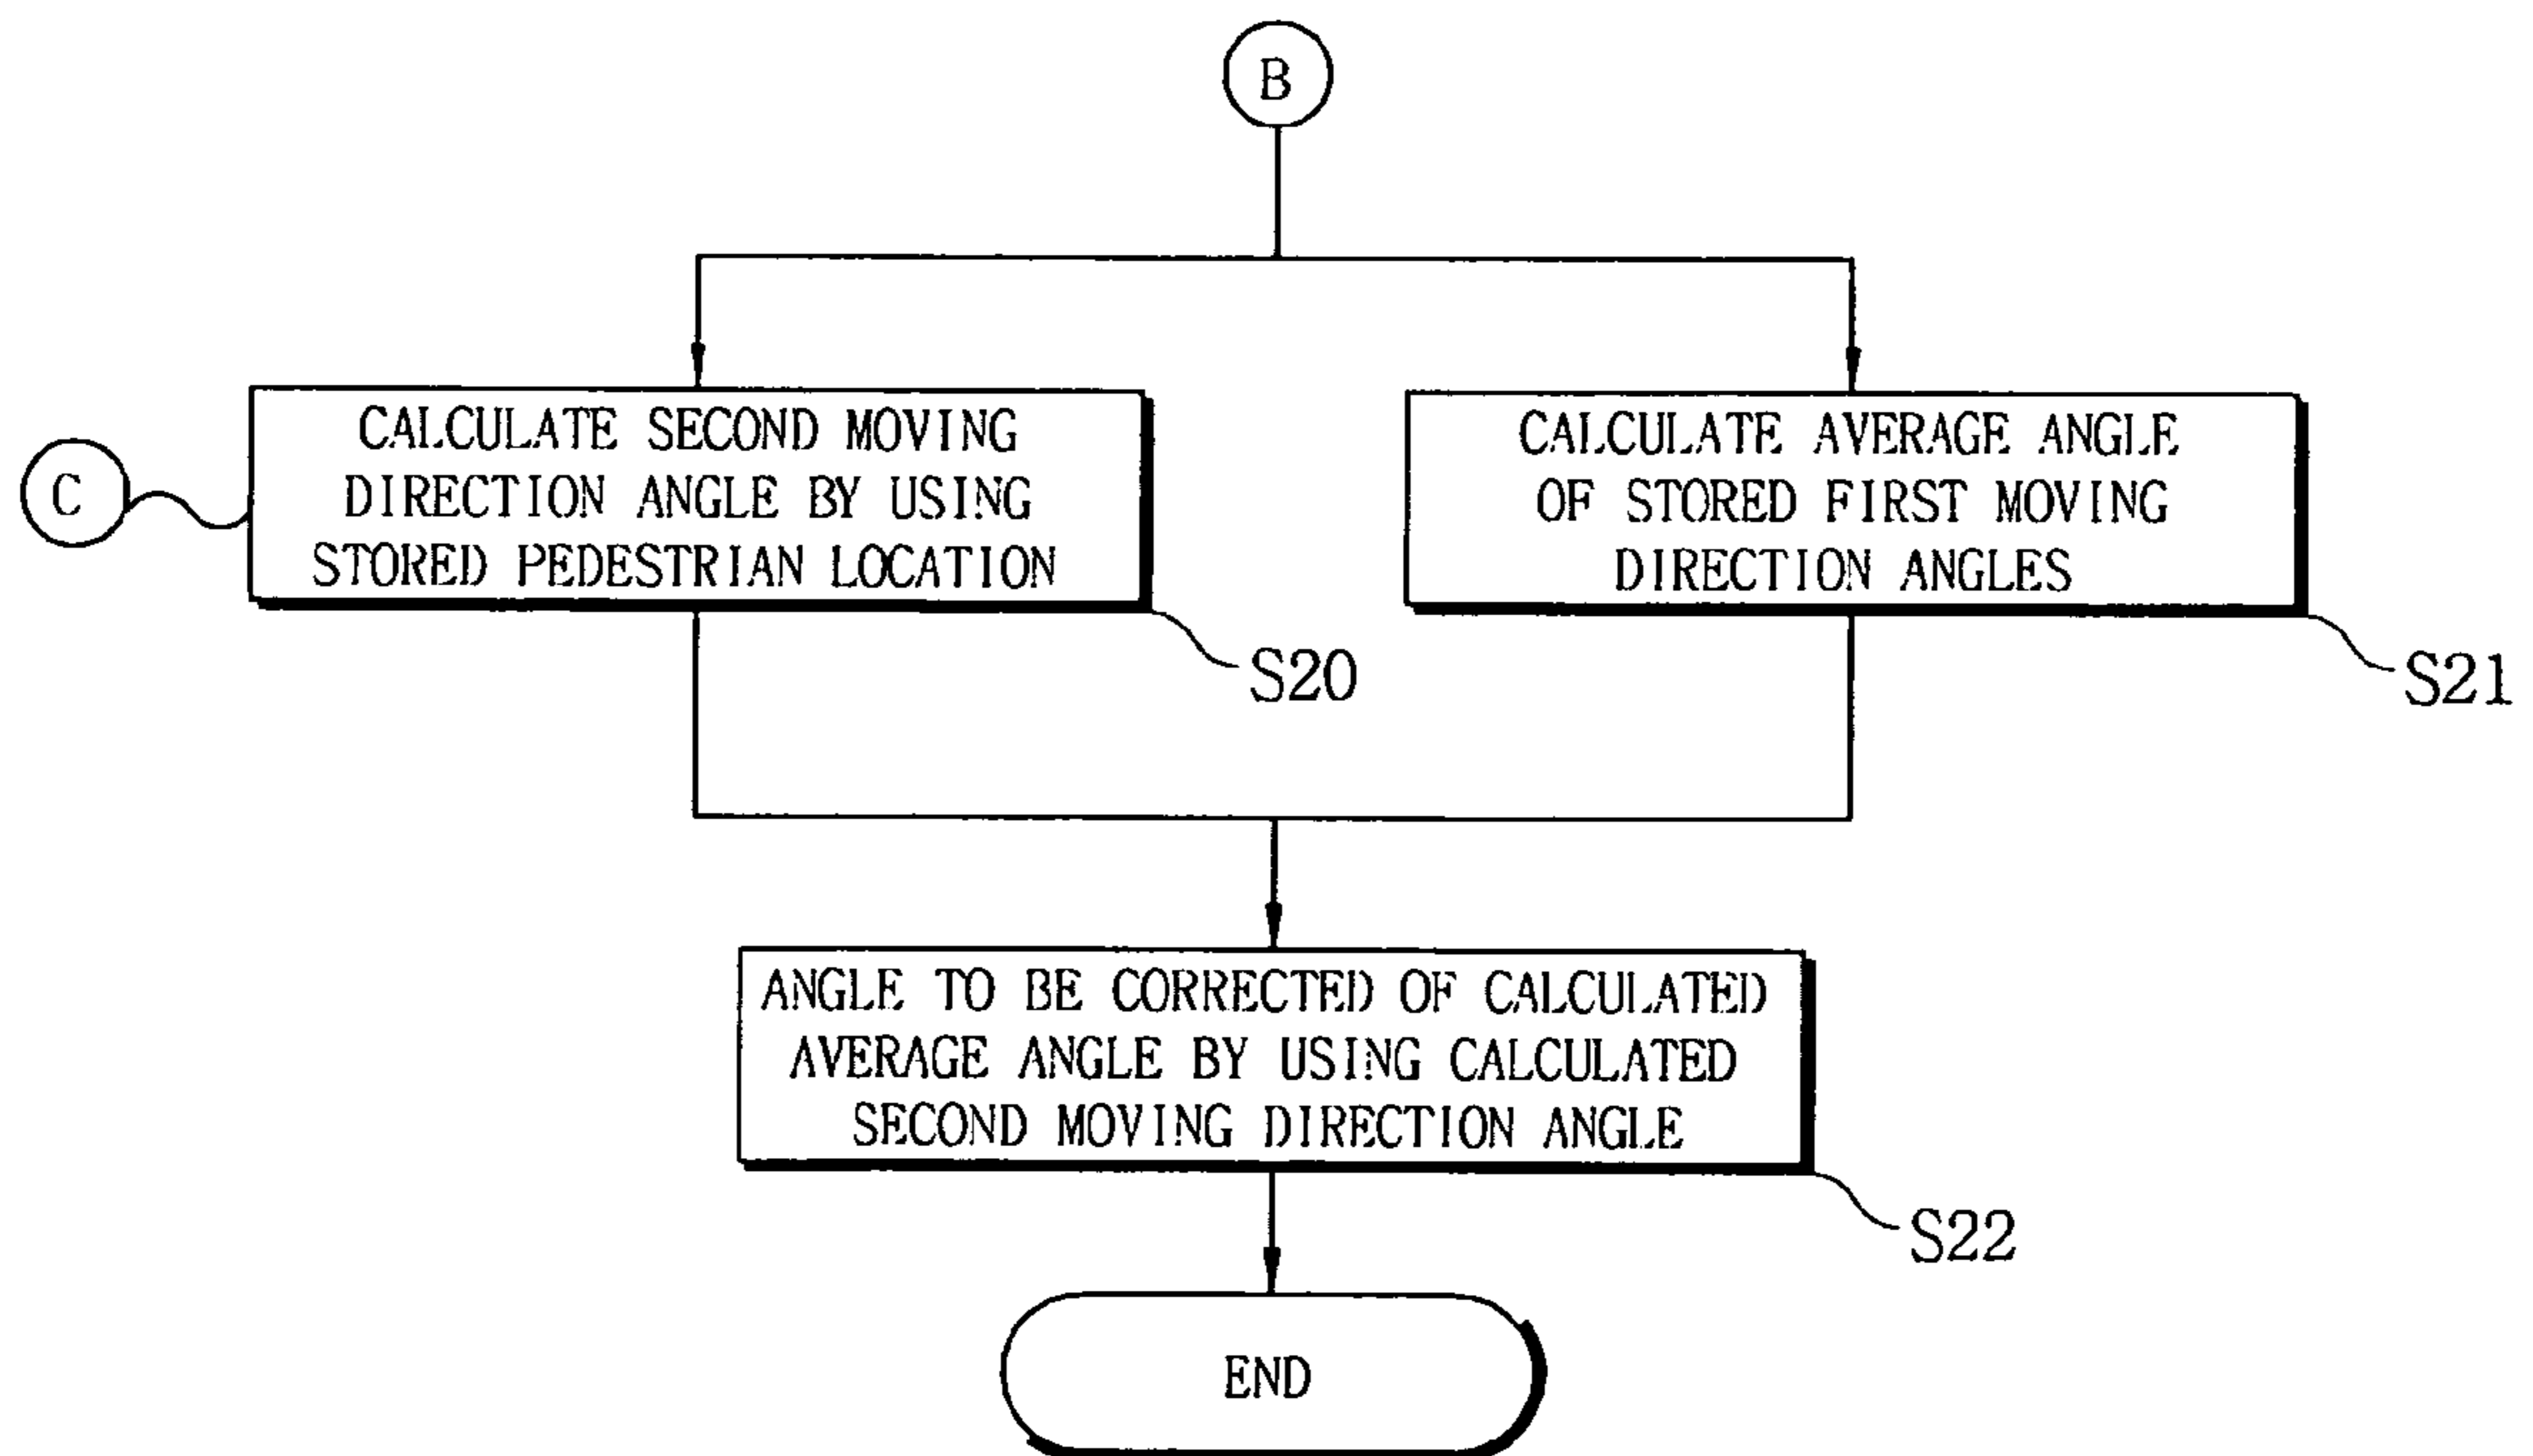 B
C
CALCULATE SECOND MOVING
DIRECTION ANGLE BY USING
STORED PEDESTRIAN LOCATION
S20
CALCULATE AVERAGE ANGLE
OF STORED FIRST MOVING
DIRECTION ANGLES
S21
ANGLE TO BE CORRECTED OF CALCULATED
AVERAGE ANGLE BY USING CALCULATED
SECOND MOVING DIRECTION ANGLE
S22
END